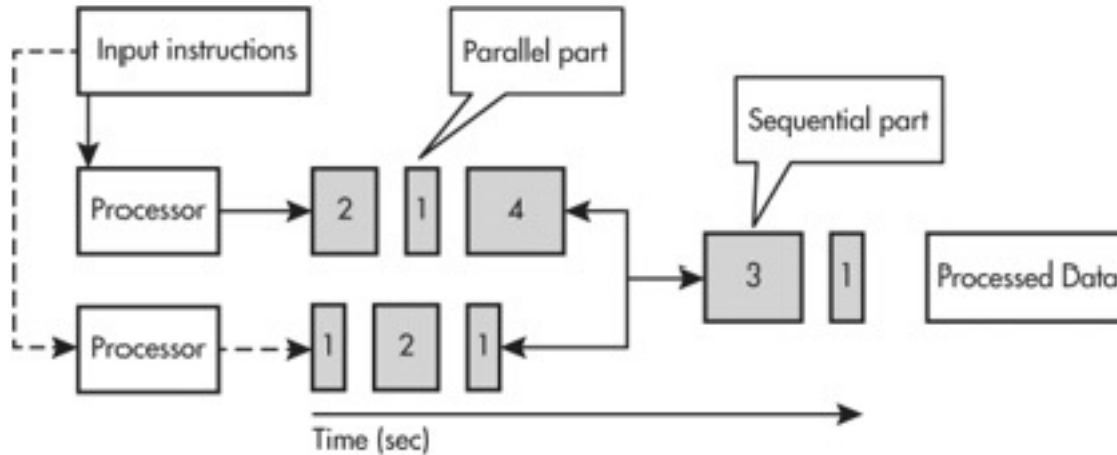 Input instructions
Parallel part
Sequential part
Processor
2
1
4
3
1
Processed Data
Processor
1
2
1
Time (sec)